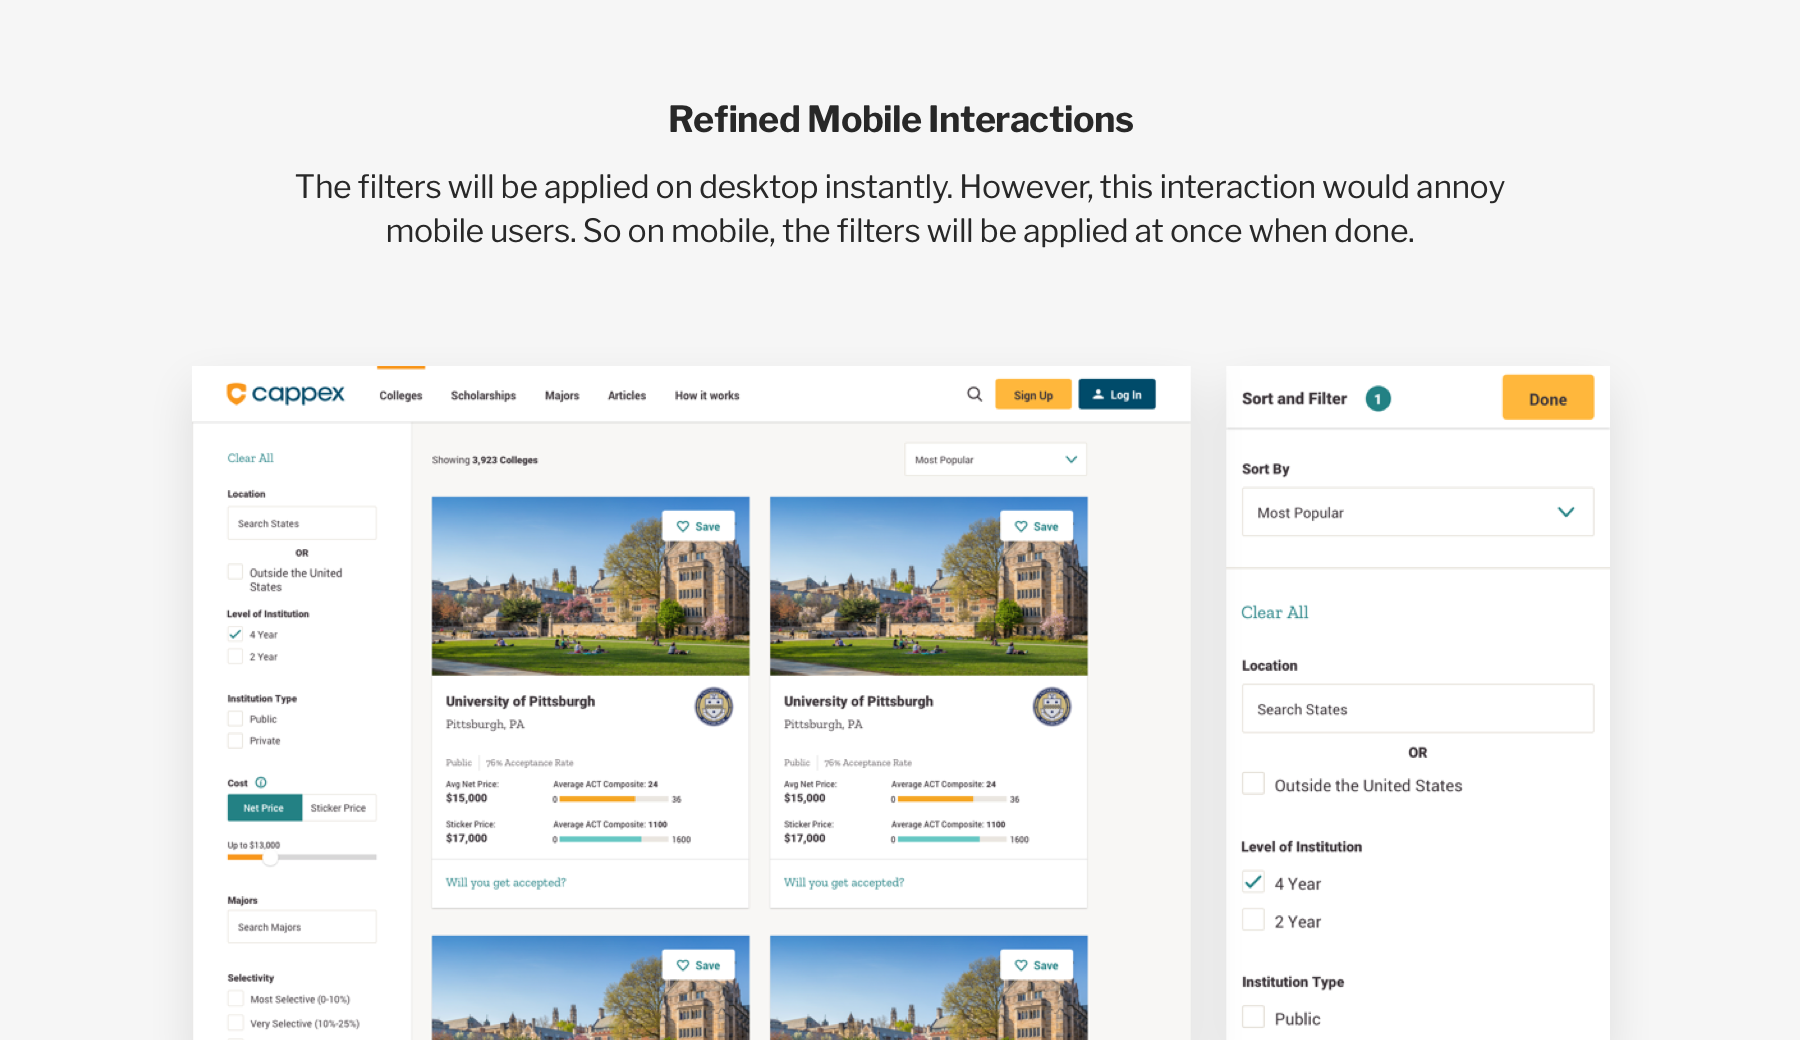 Refined Mobile Interactions
The filters will be applied on desktop instantly. However, this interaction would annoy
mobile users. So on mobile, the filters will be applied at once when done.
cappex
Colleges
Scholarships
Majors
Articles
How it works
Sign Up
Log In
Clear All
Location
Search States
OR
Outside the United
States
Level of Institution
4 Year
2 Year
Institution Type
Public
Private
Cost
Net Price
Sticker Price
Up to $13,000
Majors
Search Majors
Selectivity
Most Selective (0-10%)
Very Selective (10%-25%)
Showing 3,923 Colleges
Most Popular
Save
University of Pittsburgh
Pittsburgh, PA
Public
76% Acceptance Rate
Avg Net Price:
$15,000
Average ACT Composite: 24
0 36
Sticker Price:
$17,000
Average ACT Composite: 1100
0 1600
Will you get accepted?
Save
University of Pittsburgh
Pittsburgh, PA
Public
76% Acceptance Rate
Avg Net Price:
$15,000
Average ACT Composite: 24
0 36
Sticker Price:
$17,000
Average ACT Composite: 1100
0 1600
Will you get accepted?
Save
Save
Sort and Filter 1
Done
Sort By
Most Popular
Clear All
Location
Search States
OR
Outside the United States
Level of Institution
4 Year
2 Year
Institution Type
Public